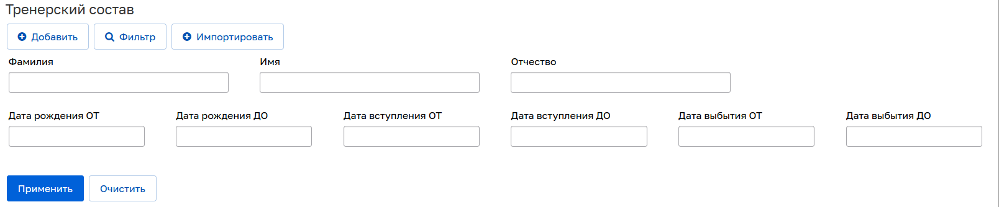 Тренерский состав
Добавить Фильтр Импортировать
Фамилия Имя Отчество
Дата рождения ОТ Дата рождения ДО Дата вступления ОТ Дата вступления ДО Дата выбытия ОТ Дата выбытия ДО
Применить Очистить